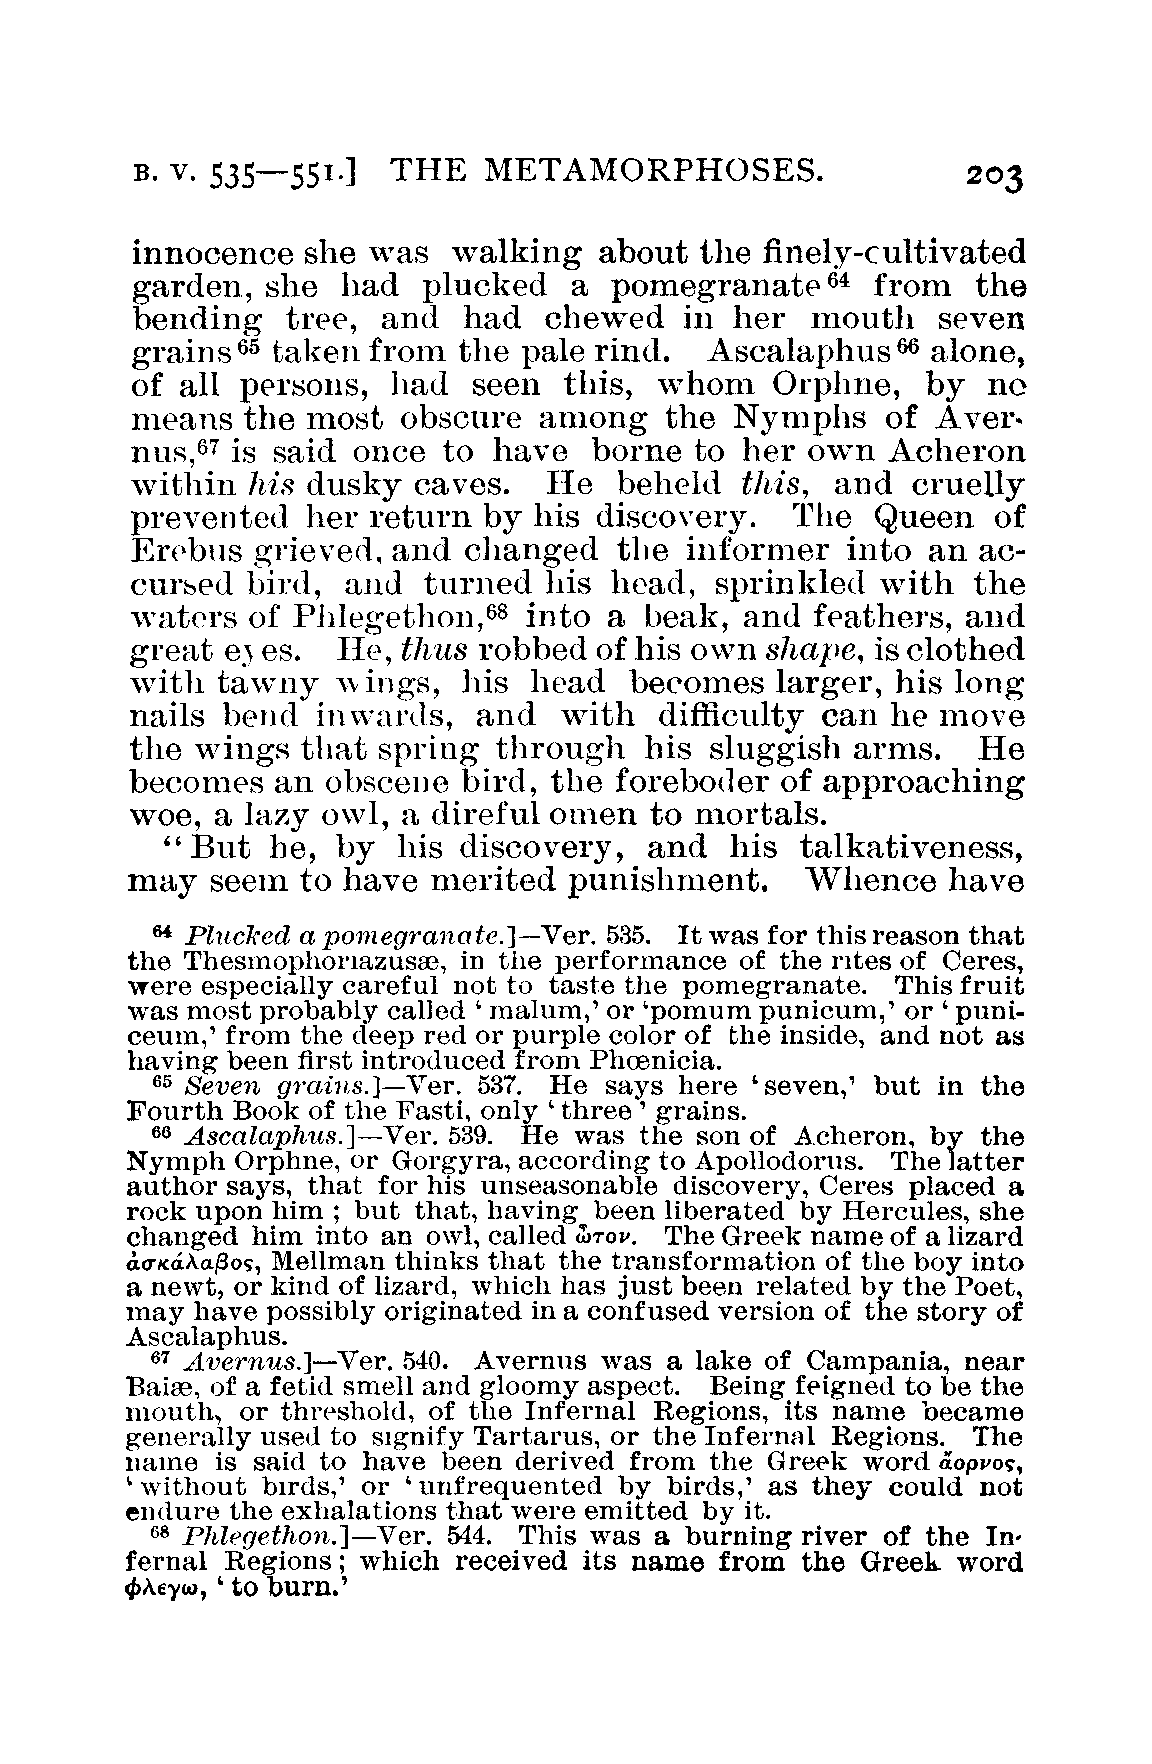 B. V. 535—551.] THE METAMORPHOSES. 203
innocence she was walking about the finely-cultivated
garden, she had plucked a pomegranate⁶⁴ from the
bending tree, and had chewed in her mouth seven
grains⁶⁵ taken from the pale rind. Ascalaphus⁶⁶ alone,
of all persons, had seen this, whom Orphne, by no
means the most obscure among the Nymphs of Aver-
nus,⁶⁷ is said once to have borne to her own Acheron
within his dusky caves. He beheld this, and cruelly
prevented her return by his discovery. The Queen of
Erebus grieved, and changed the informer into an ac-
cursed bird, and turned his head, sprinkled with the
waters of Phlegethon,⁶⁸ into a beak, and feathers, and
great eyes. He, thus robbed of his own shape, is clothed
with tawny wings, his head becomes larger, his long
nails bend inwards, and with difficulty can he move
the wings that spring through his sluggish arms. He
becomes an obscene bird, the foreboder of approaching
woe, a lazy owl, a direful omen to mortals.
“But he, by his discovery, and his talkativeness,
may seem to have merited punishment. Whence have
⁶⁴ Plucked a pomegranate.]—Ver. 535. It was for this reason that
the Thesmophoriazusæ, in the performance of the rites of Ceres,
were especially careful not to taste the pomegranate. This fruit
was most probably called ‘malum,’ or ‘pomum punicum,’ or ‘puni-
ceum,’ from the deep red or purple color of the inside, and not as
having been first introduced from Phœnicia.
⁶⁵ Seven grains.]—Ver. 537. He says here ‘seven,’ but in the
Fourth Book of the Fasti, only ‘three’ grains.
⁶⁶ Ascalaphus.]—Ver. 539. He was the son of Acheron, by the
Nymph Orphne, or Gorgyra, according to Apollodorus. The latter
author says, that for his unseasonable discovery, Ceres placed a
rock upon him; but that, having been liberated by Hercules, she
changed him into an owl, called ὦτον. The Greek name of a lizard
ἀσκάλαβος, Mellman thinks that the transformation of the boy into
a newt, or kind of lizard, which has just been related by the Poet,
may have possibly originated in a confused version of the story of
Ascalaphus.
⁶⁷ Avernus.]—Ver. 540. Avernus was a lake of Campania, near
Baiæ, of a fetid smell and gloomy aspect. Being feigned to be the
mouth, or threshold, of the Infernal Regions, its name became
generally used to signify Tartarus, or the Infernal Regions. The
name is said to have been derived from the Greek word ἄορνος,
‘without birds,’ or ‘unfrequented by birds,’ as they could not
endure the exhalations that were emitted by it.
⁶⁸ Phlegethon.]—Ver. 544. This was a burning river of the In-
fernal Regions; which received its name from the Greek word
φλεγω, ‘to burn.’